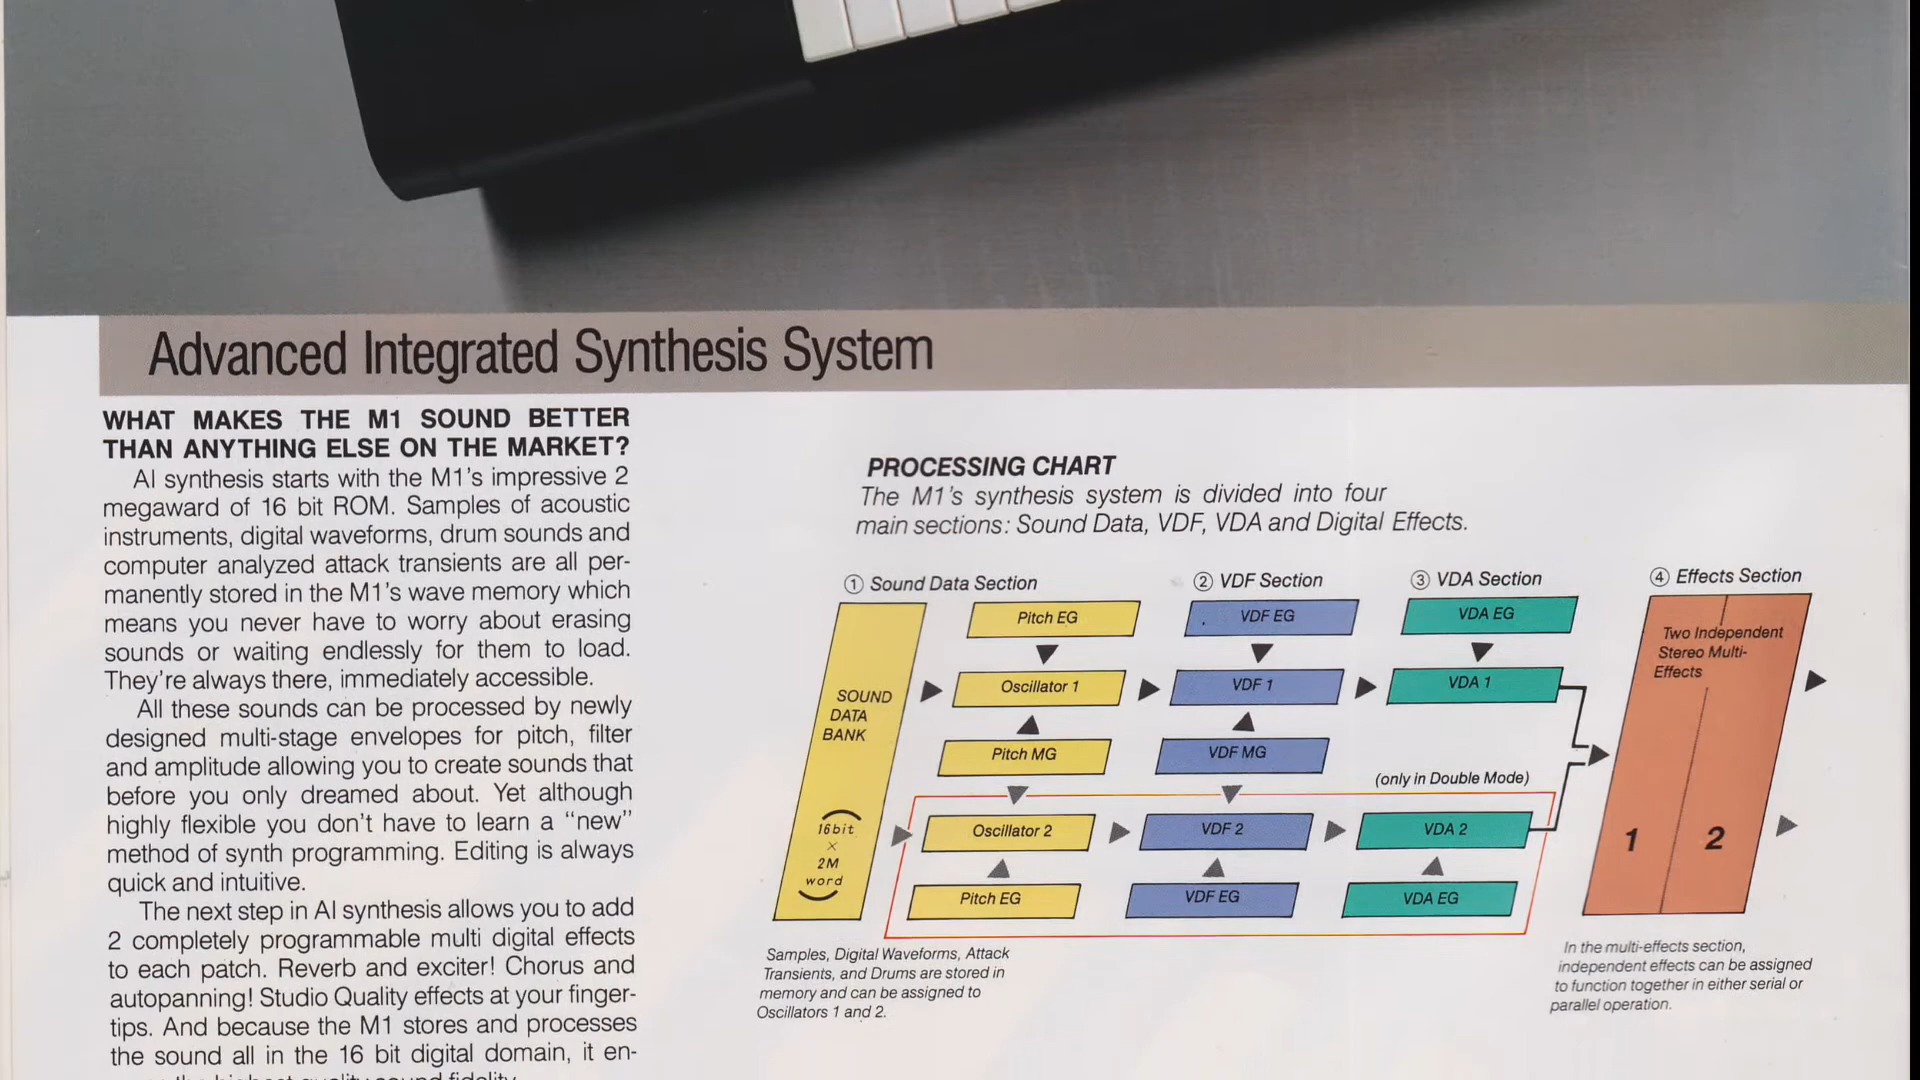 Advanced Integrated Synthesis System
WHAT MAKES THE M1 SOUND BETTER
THAN ANYTHING ELSE ON THE MARKET?
AI synthesis starts with the M1's impressive 2
megaward of 16 bit ROM. Samples of acoustic
instruments, digital waveforms, drum sounds and
computer analyzed attack transients are all per-
manently stored in the M1's wave memory which
means you never have to worry about erasing
sounds or waiting endlessly for them to load.
They're always there, immediately accessible.
All these sounds can be processed by newly
designed multi-stage envelopes for pitch, filter
and amplitude allowing you to create sounds that
before you only dreamed about. Yet although
highly flexible you don't have to learn a "new"
method of synth programming. Editing is always
quick and intuitive.
The next step in AI synthesis allows you to add
2 completely programmable multi digital effects
to each patch. Reverb and exciter! Chorus and
autopanning! Studio Quality effects at your finger-
tips. And because the M1 stores and processes
the sound all in the 16 bit digital domain, it en-
the highest quality sound fidelity.
PROCESSING CHART
The M1's synthesis system is divided into four
main sections: Sound Data, VDF, VDA and Digital Effects.
① Sound Data Section
② VDF Section
③ VDA Section
④ Effects Section
SOUND
DATA
BANK
16bit
×
2M
word
Pitch EG
VDF EG
VDA EG
Oscillator 1
VDF 1
VDA 1
Pitch MG
VDF MG
(only in Double Mode)
Oscillator 2
VDF 2
VDA 2
Pitch EG
VDF EG
VDA EG
Two Independent
Stereo Multi-
Effects
1
2
Samples, Digital Waveforms, Attack
Transients, and Drums are stored in
memory and can be assigned to
Oscillators 1 and 2.
In the multi-effects section,
independent effects can be assigned
to function together in either serial or
parallel operation.